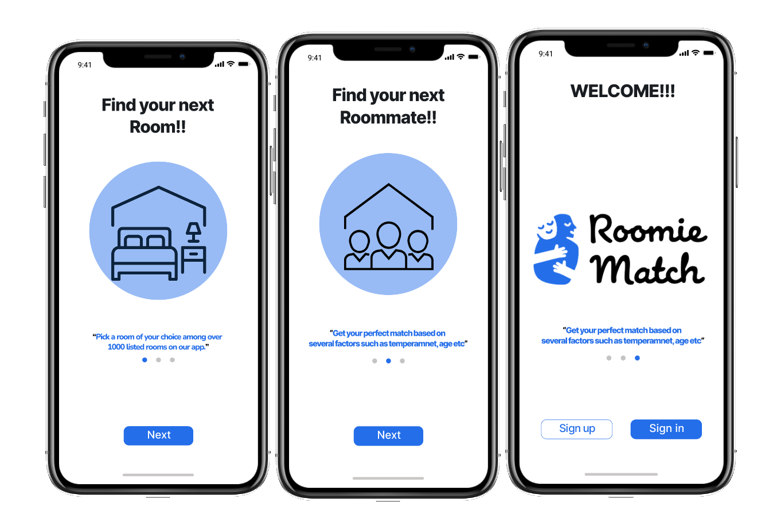 9:41
Find your next
Room!!
"Pick a room of your choice among over
1000 listed rooms on our app."
Next
9:41
Find your next
Roommate!!
"Get your perfect match based on
several factors such as temperamnet, age etc"
Next
9:41
WELCOME!!!
Roomie
Match
"Get your perfect match based on
several factors such as temperamnet, age etc"
Sign up
Sign in